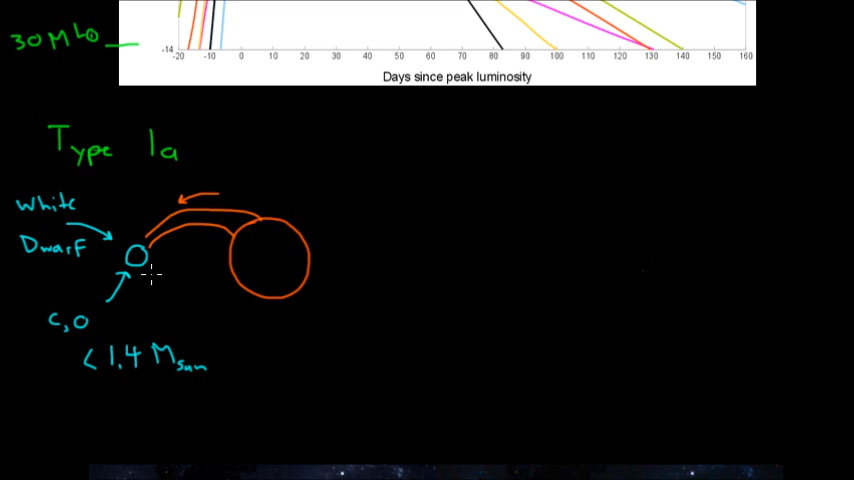 30 M L⊙
-14
-20 -10 0 10 20 30 40 50 60 70 80 90 100 110 120 130 140 150 160
Days since peak luminosity
Type Ia
White
Dwarf
C,O
< 1.4 Msun